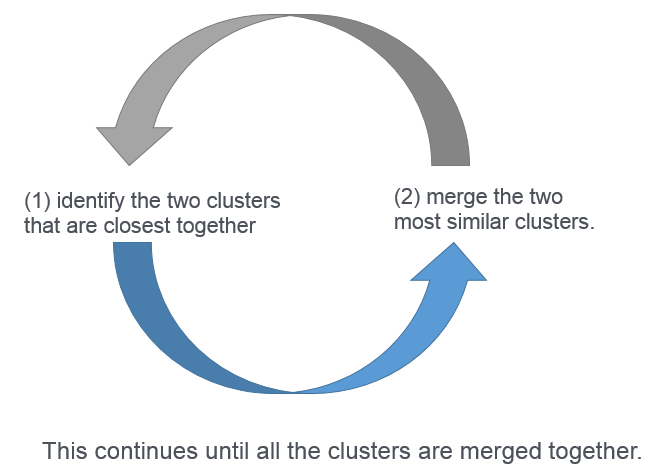 (1) identify the two clusters
that are closest together
(2) merge the two
most similar clusters.
This continues until all the clusters are merged together.